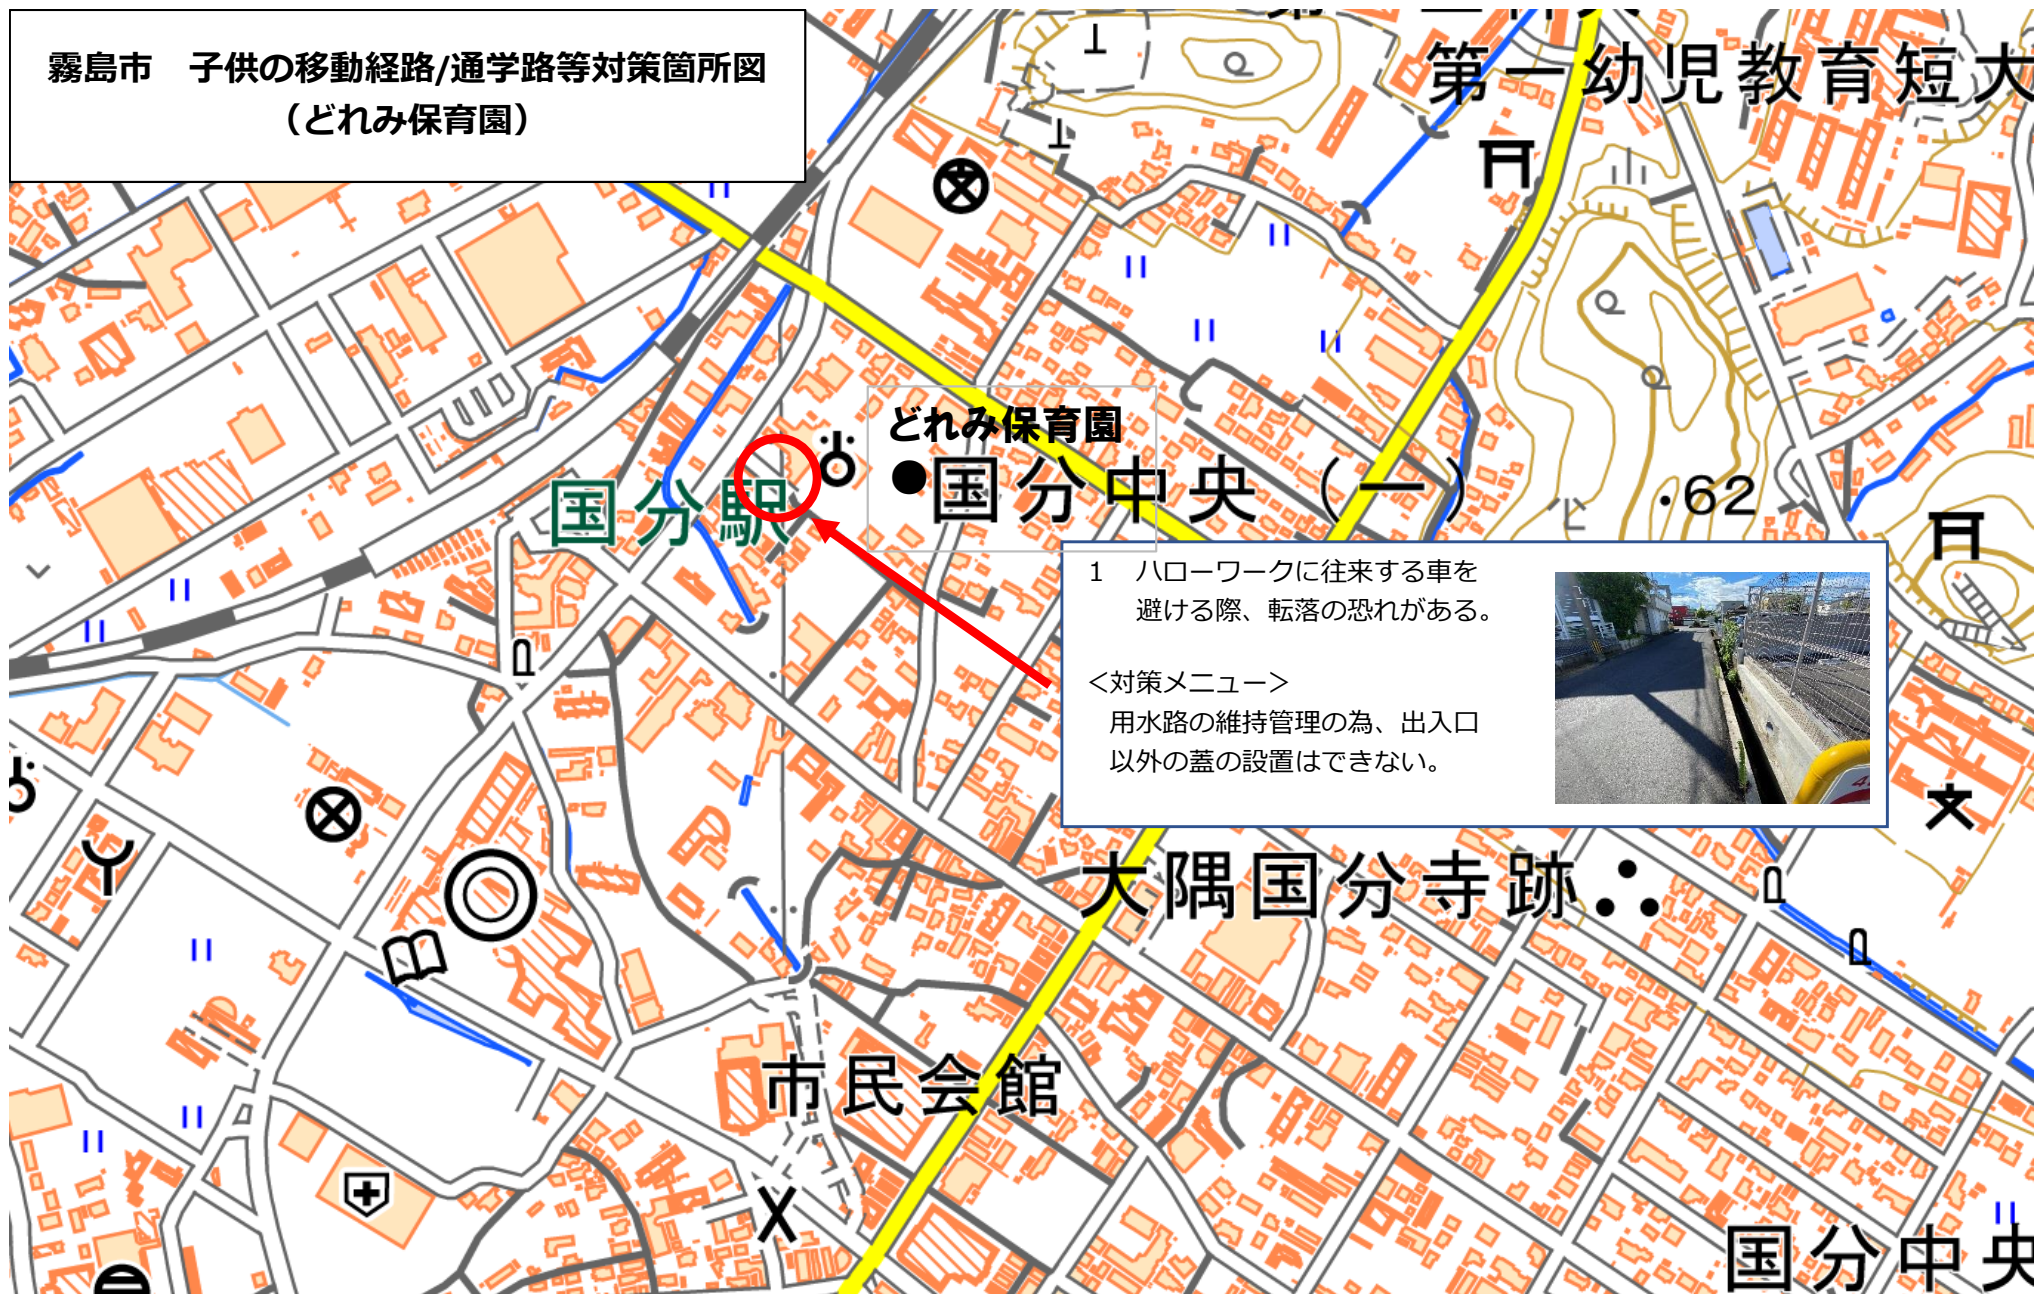 霧島市　子供の移動経路/通学路等対策箇所図
（どれみ保育園）
第一幼児教育短大
どれみ保育園
国分中央（一）
国分駅
・62
1　ハローワークに往来する車を
避ける際、転落の恐れがある。
＜対策メニュー＞
用水路の維持管理の為、出入口
以外の蓋の設置はできない。
大隅国分寺跡
市民会館
国分中央